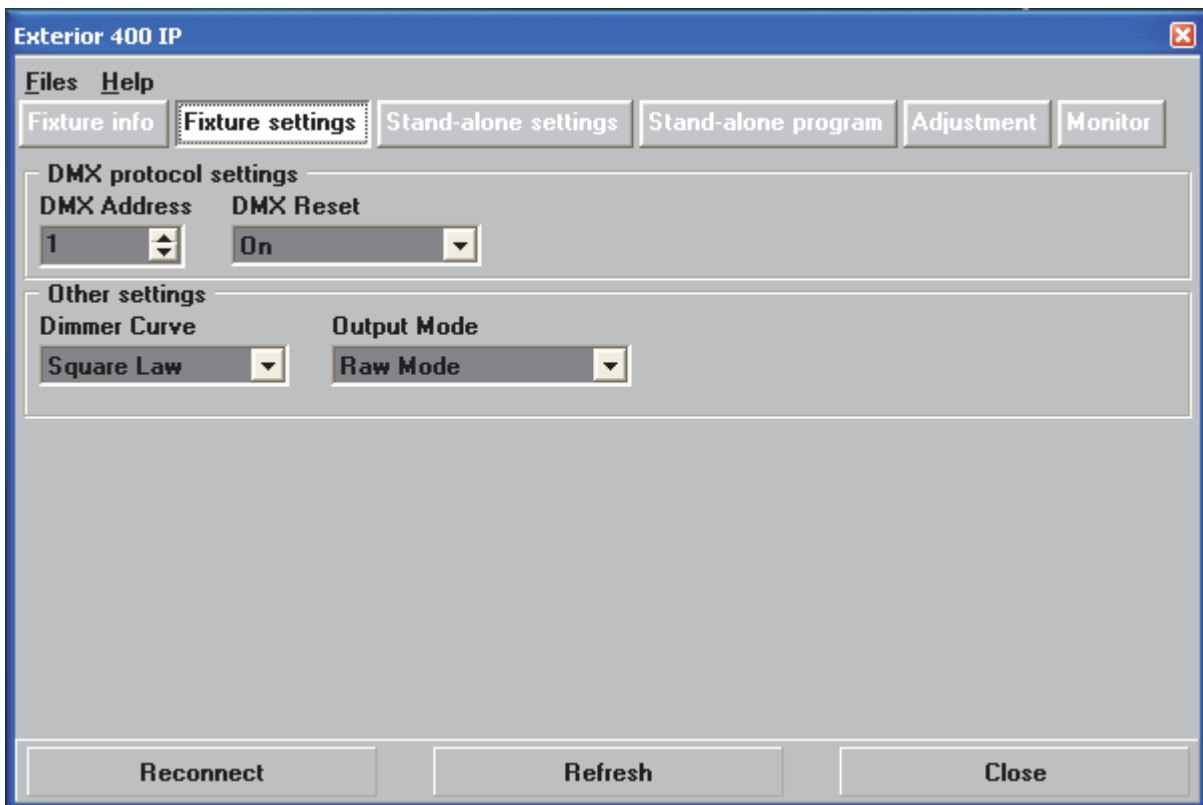 Exterior 400 IP
Files Help
Fixture info Fixture settings Stand-alone settings Stand-alone program Adjustment Monitor
DMX protocol settings
DMX Address DMX Reset
1 On
Other settings
Dimmer Curve Output Mode
Square Law Raw Mode
Reconnect Refresh Close